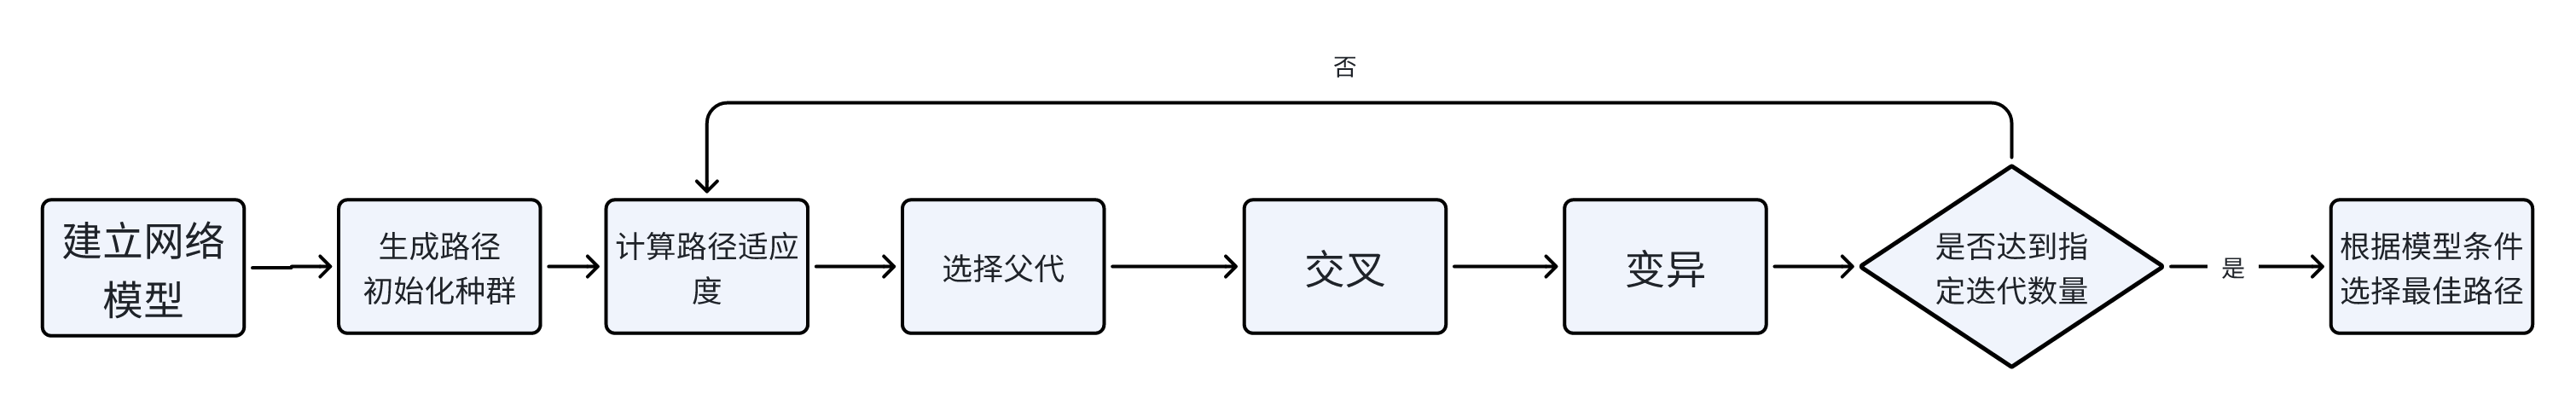 否
建立网络
模型
生成路径
初始化种群
计算路径适应
度
选择父代
交叉
变异
是否达到指
定迭代数量
是
根据模型条件
选择最佳路径